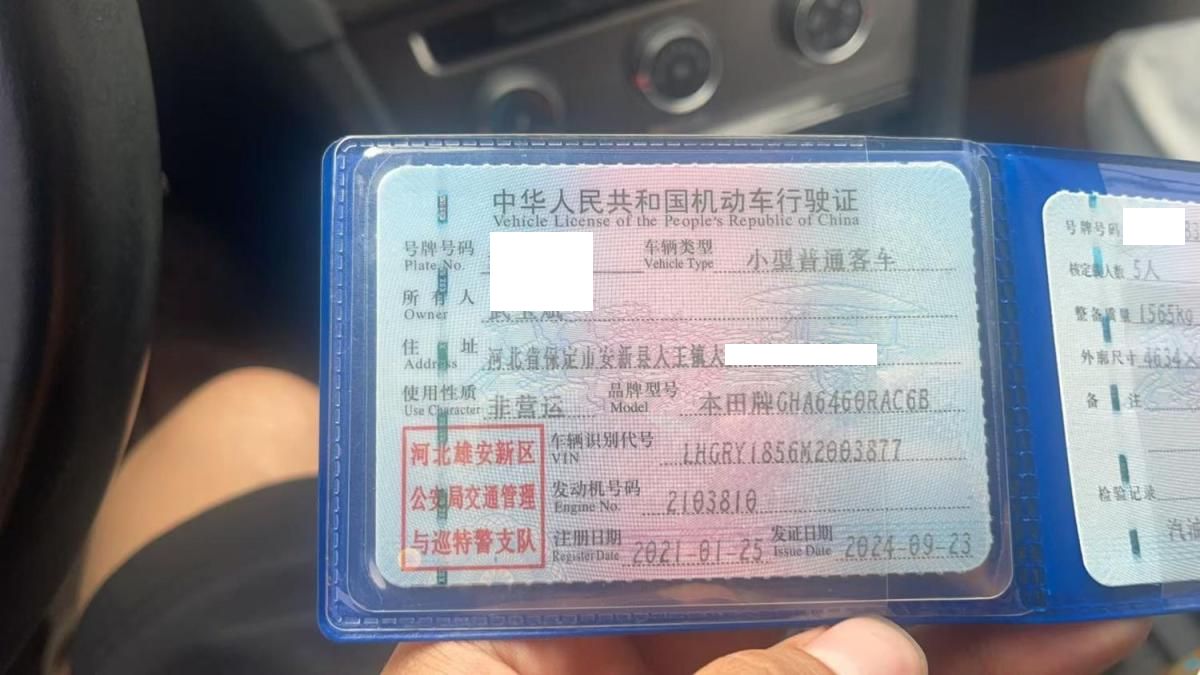 中华人民共和国机动车行驶证
Vehicle License of the People's Republic of China
号牌号码 车辆类型 小型普通客车
Plate No. Vehicle Type
所有人
Owner
住址 河北省保定市安新县大王镇大
Address
使用性质 非营运 品牌型号 本田牌GHA6460RAC6B
Use Character Model
河北雄安新区
公安局交通管理
与巡特警支队
车辆识别代号 LHGRY1856M2003877
VIN
发动机号码 2103810
Engine No.
注册日期 2021-01-25 发证日期 2024-09-23
Register Date Issue Date
号牌号码
核定载人数 5人
整备质量 1565kg
外廓尺寸 4634×
备注
检验记录
汽油